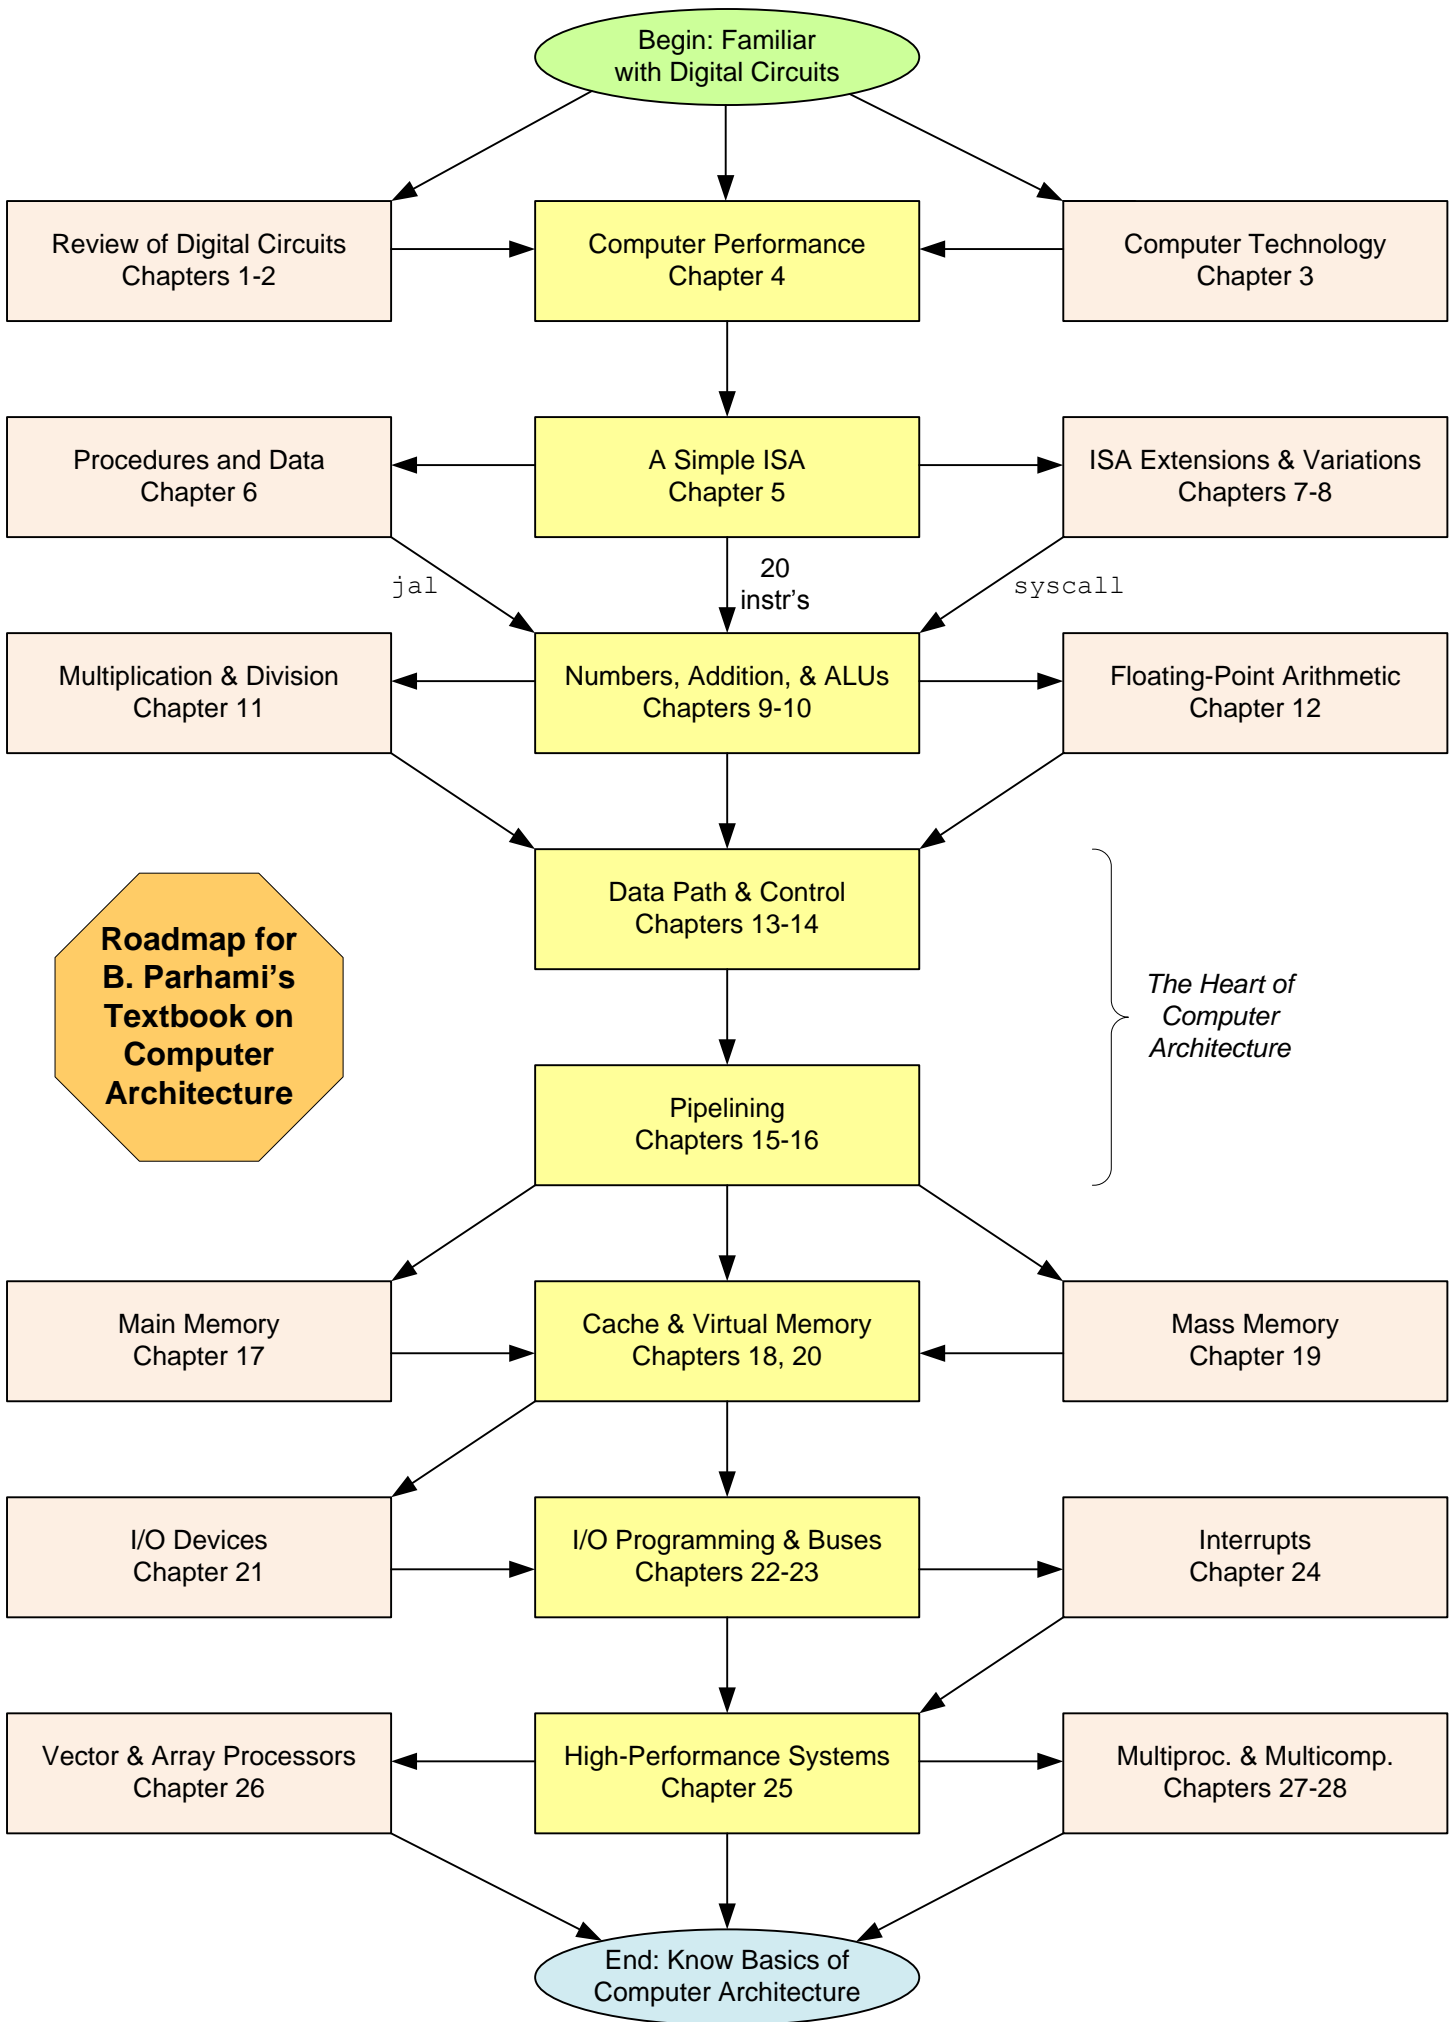 Begin: Familiar
with Digital Circuits
Review of Digital Circuits
Chapters 1-2
Computer Performance
Chapter 4
Computer Technology
Chapter 3
Procedures and Data
Chapter 6
A Simple ISA
Chapter 5
ISA Extensions & Variations
Chapters 7-8
jal
20
instr’s
syscall
Multiplication & Division
Chapter 11
Numbers, Addition, & ALUs
Chapters 9-10
Floating-Point Arithmetic
Chapter 12
Data Path & Control
Chapters 13-14
Roadmap for
B. Parhami’s
Textbook on
Computer
Architecture
The Heart of
Computer
Architecture
Pipelining
Chapters 15-16
Main Memory
Chapter 17
Cache & Virtual Memory
Chapters 18, 20
Mass Memory
Chapter 19
I/O Devices
Chapter 21
I/O Programming & Buses
Chapters 22-23
Interrupts
Chapter 24
Vector & Array Processors
Chapter 26
High-Performance Systems
Chapter 25
Multiproc. & Multicomp.
Chapters 27-28
End: Know Basics of
Computer Architecture